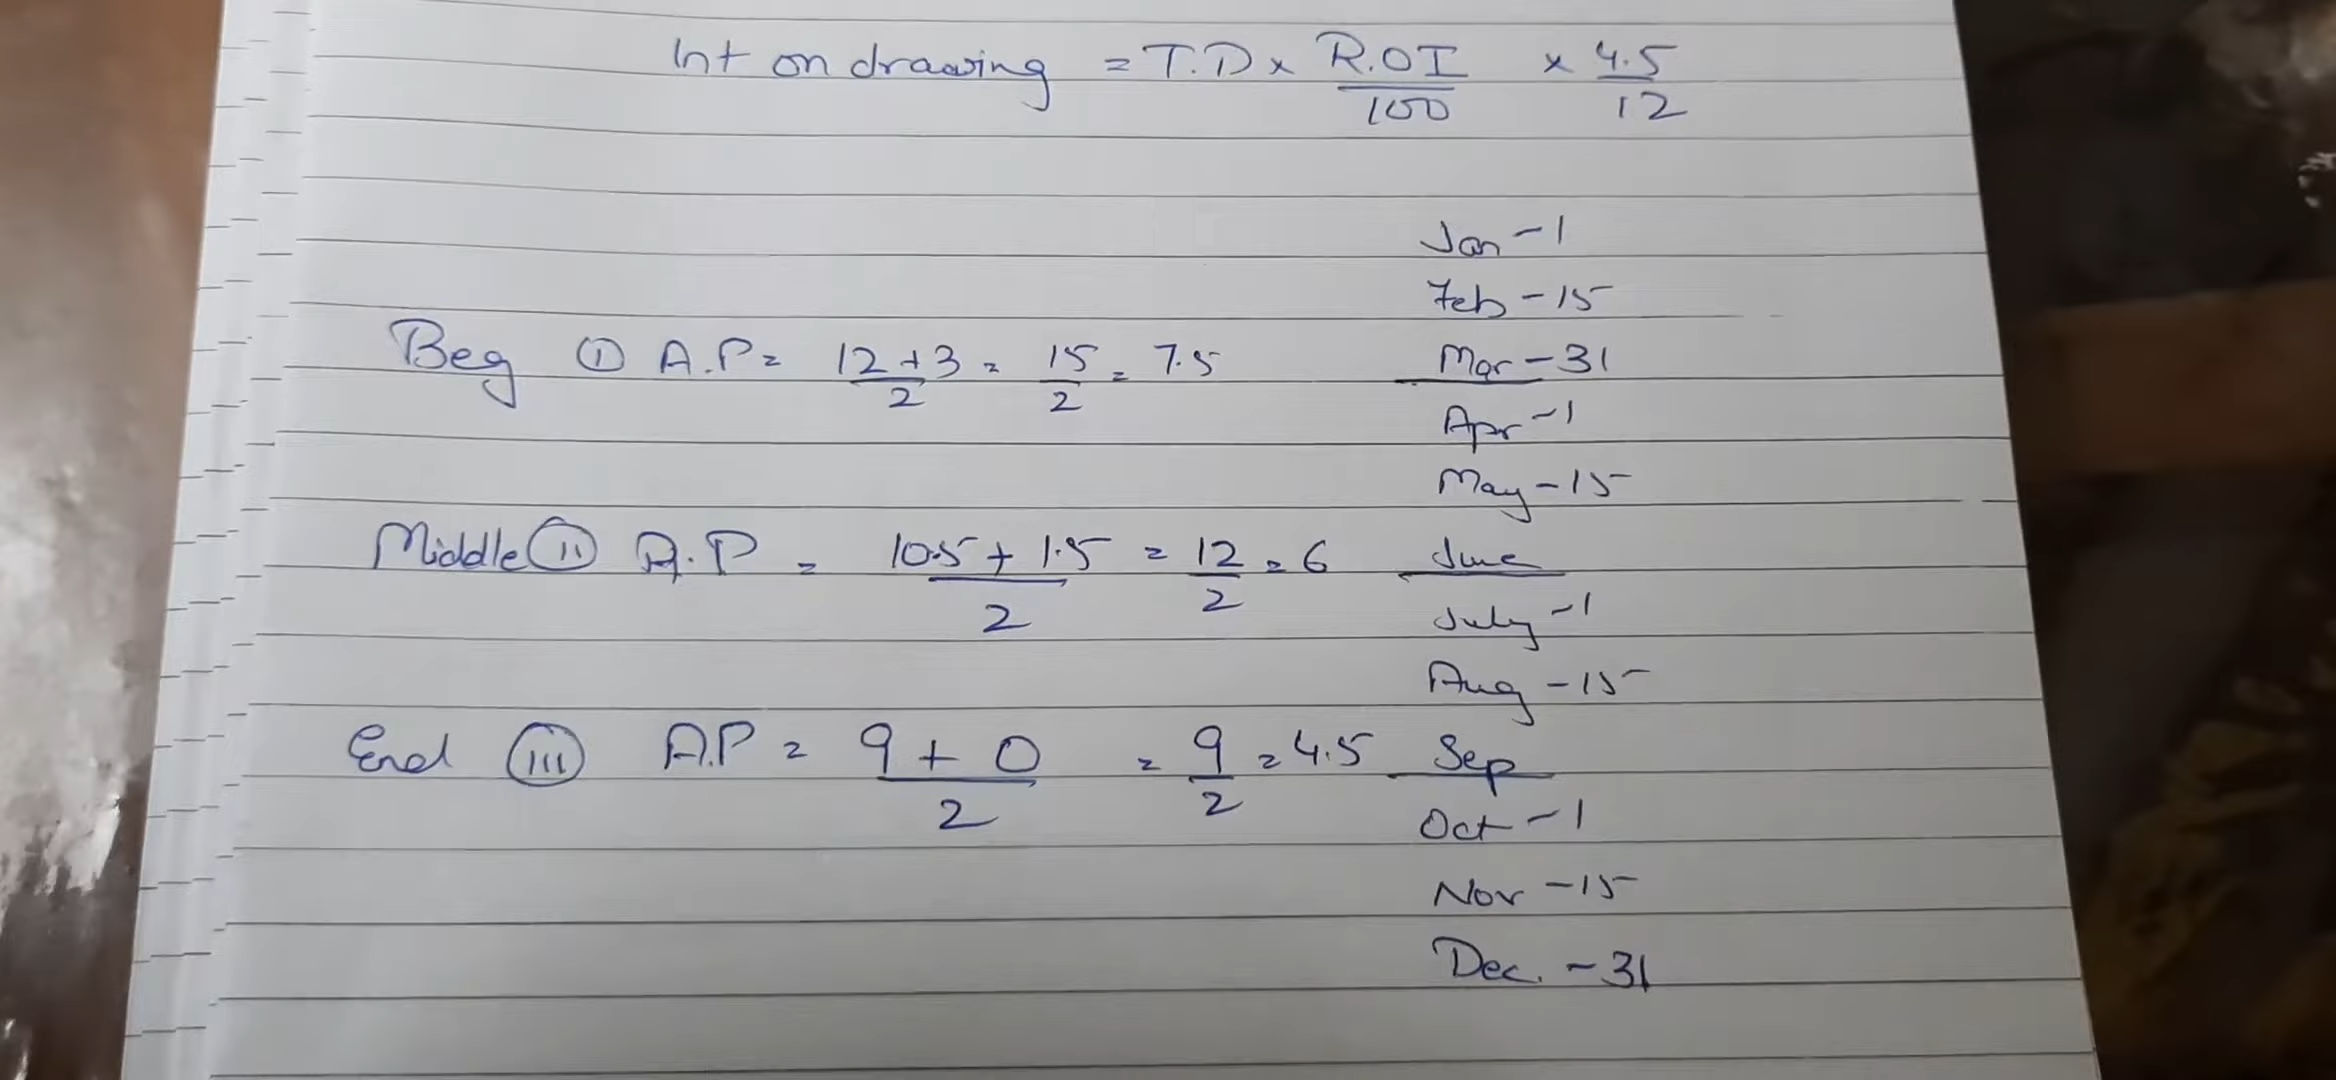 Int on drawing = T.D x R.OI/100 x 4.5/12
Jan - 1
Feb - 15
Beg (i) A.P = 12+3/2 = 15/2 = 7.5
Mar - 31
Apr - 1
May - 15
Middle (ii) A.P = 10.5 + 1.5/2 = 12/2 = 6
June
July - 1
Aug - 15
End (iii) A.P = 9 + 0/2 = 9/2 = 4.5
Sep
Oct - 1
Nov - 15
Dec. - 31